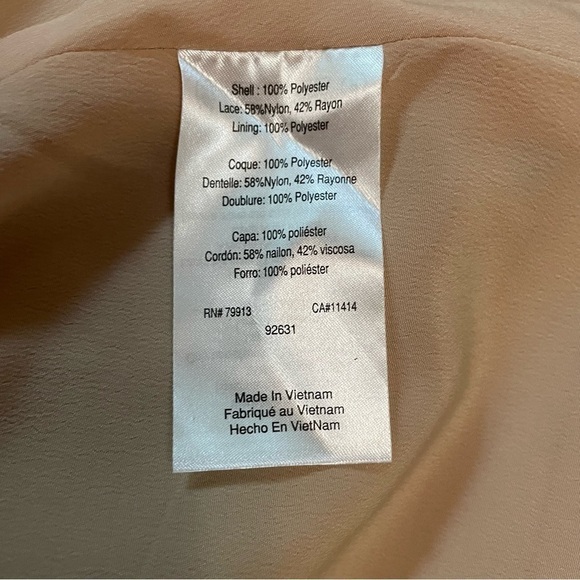 Shell : 100% Polyester
Lace: 58%Nylon, 42% Rayon
Lining: 100% Polyester
Coque: 100% Polyester
Dentelle: 58%Nylon, 42% Rayonne
Doublure: 100% Polyester
Capa: 100% poliéster
Cordón: 58% nailon, 42% viscosa
Forro: 100% poliéster
RN# 79913 CA#11414
92631
Made In Vietnam
Fabriqué au Vietnam
Hecho En VietNam